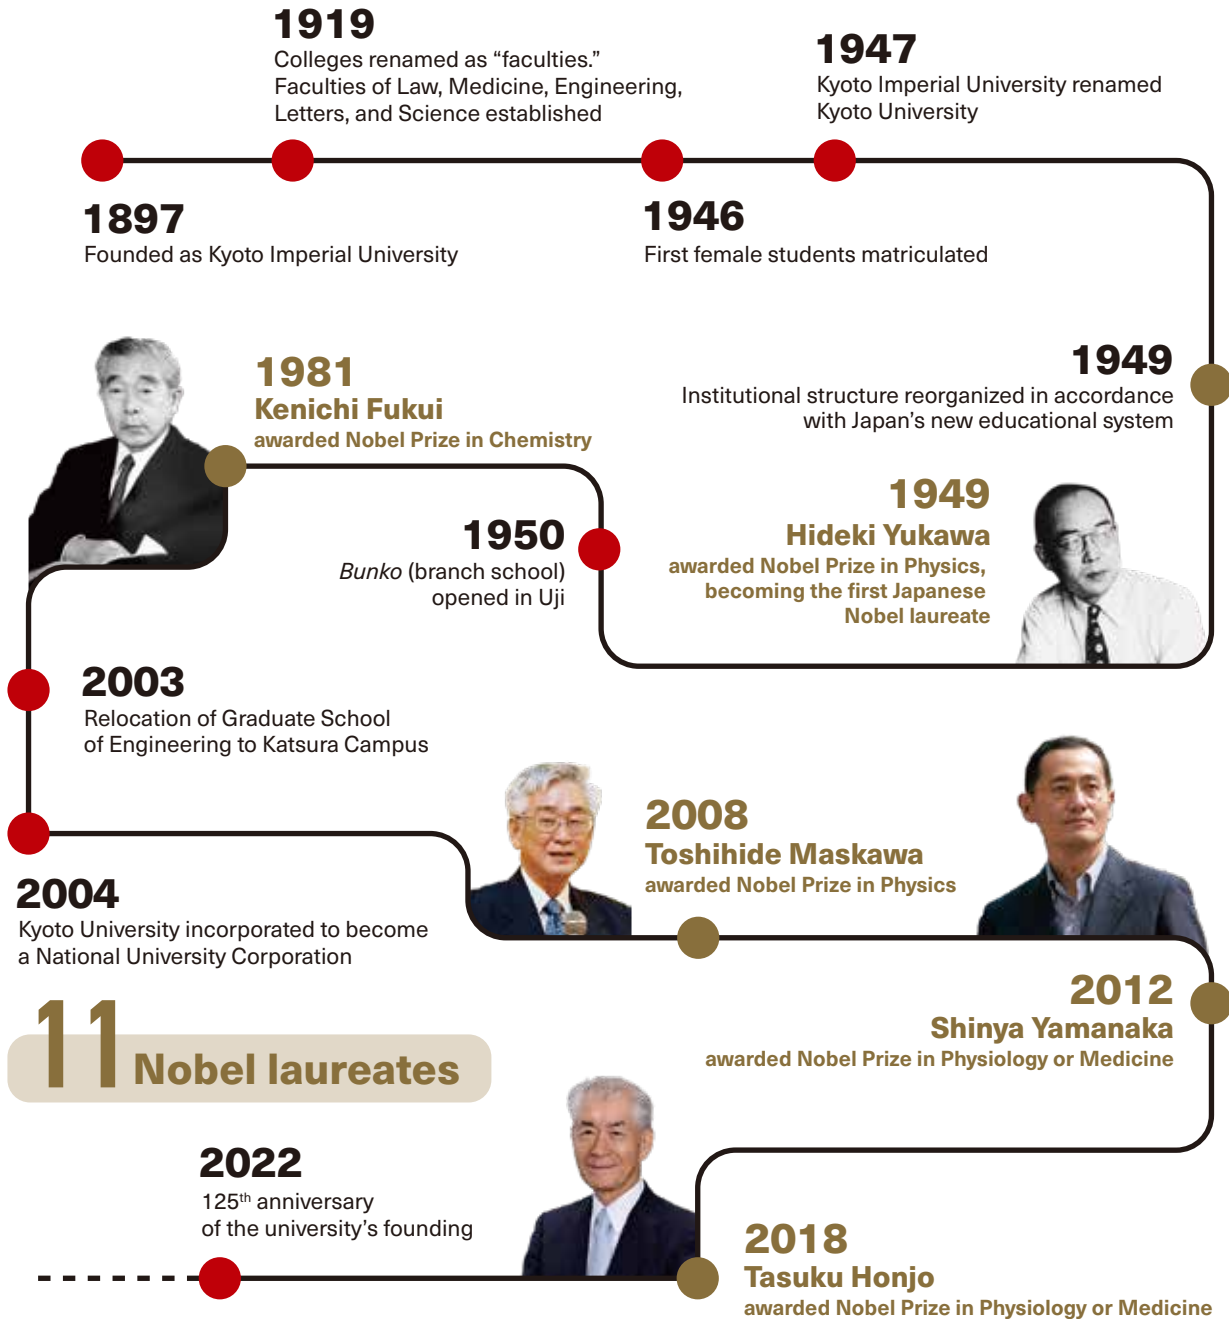 1919
Colleges renamed as “faculties.”
Faculties of Law, Medicine, Engineering,
Letters, and Science established
1947
Kyoto Imperial University renamed
Kyoto University
1897
Founded as Kyoto Imperial University
1946
First female students matriculated
1949
Institutional structure reorganized in accordance
with Japan’s new educational system
1949
Hideki Yukawa
awarded Nobel Prize in Physics,
becoming the first Japanese
Nobel laureate
1950
Bunko (branch school)
opened in Uji
1981
Kenichi Fukui
awarded Nobel Prize in Chemistry
2003
Relocation of Graduate School
of Engineering to Katsura Campus
2004
Kyoto University incorporated to become
a National University Corporation
2008
Toshihide Maskawa
awarded Nobel Prize in Physics
2012
Shinya Yamanaka
awarded Nobel Prize in Physiology or Medicine
11 Nobel laureates
2018
Tasuku Honjo
awarded Nobel Prize in Physiology or Medicine
2022
125th anniversary
of the university’s founding